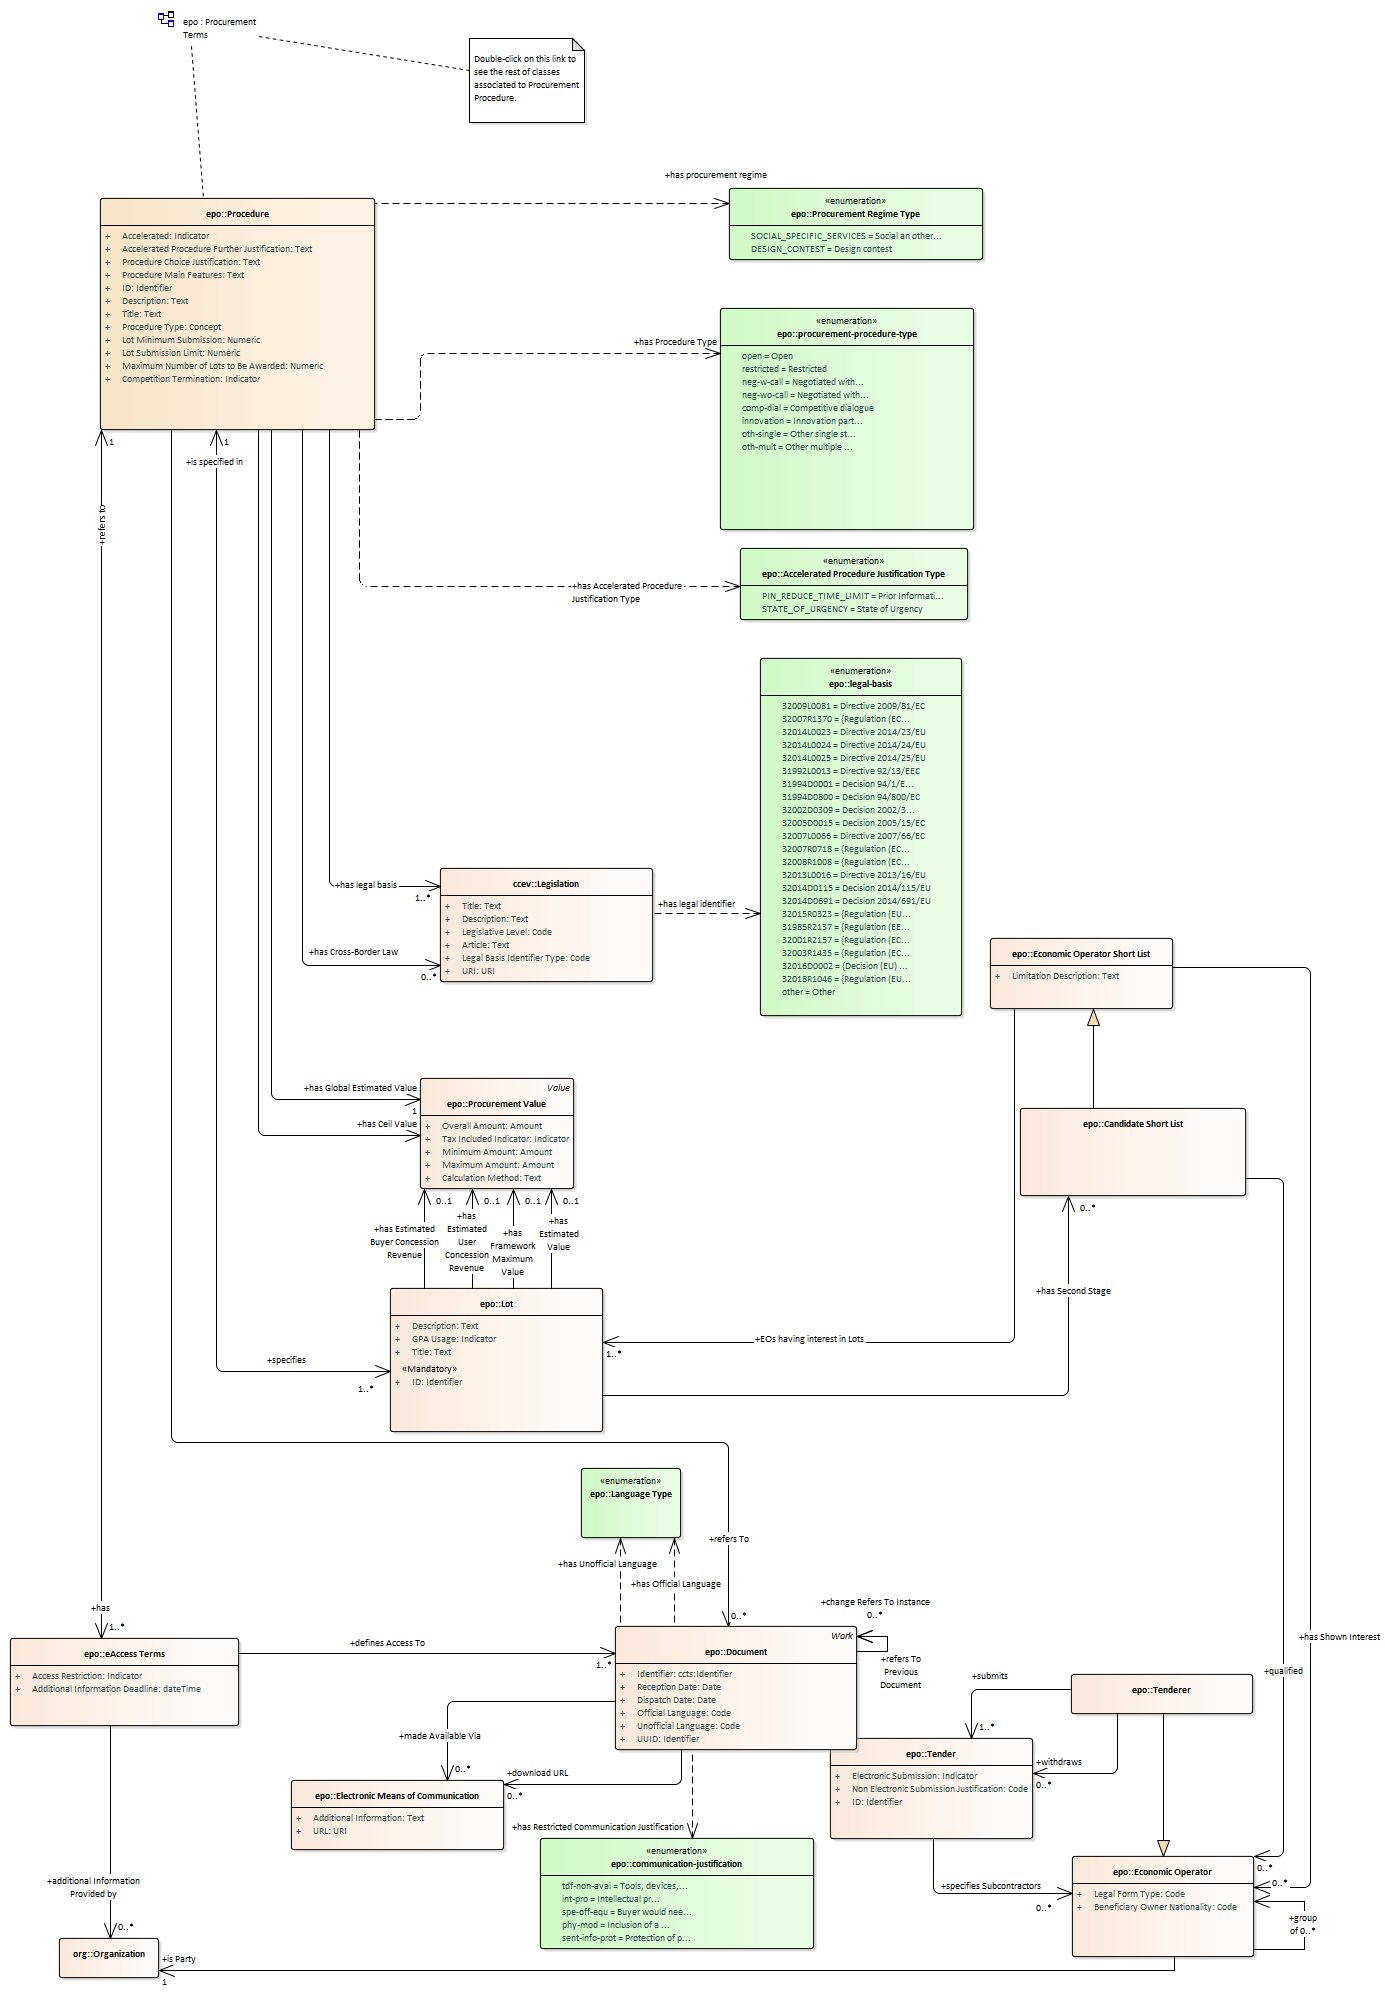 epo : Procurement
Terms
Double-click on this link to
see the rest of classes
associated to Procurement
Procedure.
+has procurement regime
epo::Procedure
+ Accelerated: Indicator
+ Accelerated Procedure Further Justification: Text
+ Procedure Choice Justification: Text
+ Procedure Main Features: Text
+ ID: Identifier
+ Description: Text
+ Title: Text
+ Procedure Type: Concept
+ Lot Minimum Submission: Numeric
+ Lot Submission Limit: Numeric
+ Maximum Number of Lots to Be Awarded: Numeric
+ Competition Termination: Indicator
«enumeration»
epo::Procurement Regime Type
SOCIAL_SPECIFIC_SERVICES = Social an other...
DESIGN_CONTEST = Design contest
+has Procedure Type
«enumeration»
epo::procurement-procedure-type
open = Open
restricted = Restricted
neg-w-call = Negotiated with...
neg-wo-call = Negotiated with...
comp-dial = Competitive dialogue
innovation = Innovation part...
oth-single = Other single st...
oth-mult = Other multiple ...
1
1
+is specified in
+refers to
+has Accelerated Procedure
Justification Type
«enumeration»
epo::Accelerated Procedure Justification Type
PIN_REDUCE_TIME_LIMIT = Prior Informati...
STATE_OF_URGENCY = State of Urgency
«enumeration»
epo::legal-basis
32009L0081 = Directive 2009/81/EC
32007R1370 = {Regulation (EC...
32014L0023 = Directive 2014/23/EU
32014L0024 = Directive 2014/24/EU
32014L0025 = Directive 2014/25/EU
31992L0013 = Directive 92/13/EEC
31994D0001 = Decision 94/1/E...
31994D0800 = Decision 94/800/EC
32002D0309 = Decision 2002/3...
32005D0015 = Decision 2005/15/EC
32007L0066 = Directive 2007/66/EC
32007R0718 = {Regulation (EC...
32008R1008 = {Regulation (EC...
32013L0016 = Directive 2013/16/EU
32014D0115 = Decision 2014/115/EU
32014D0691 = Decision 2014/691/EU
32015R0323 = {Regulation (EU...
31985R2137 = {Regulation (EE...
32001R2157 = {Regulation (EC...
32003R1435 = {Regulation (EC...
32016D0002 = {Decision (EU) ...
32018R1046 = {Regulation (EU...
other = Other
+has legal basis
1..*
+has Cross-Border Law
0..*
ccev::Legislation
+ Title: Text
+ Description: Text
+ Legislative Level: Code
+ Article: Text
+ Legal Basis Identifier Type: Code
+ URI: URI
+has legal identifier
epo::Economic Operator Short List
+ Limitation Description: Text
+has Global Estimated Value
1
+has Ceil Value
Value
epo::Procurement Value
+ Overall Amount: Amount
+ Tax Included Indicator: Indicator
+ Minimum Amount: Amount
+ Maximum Amount: Amount
+ Calculation Method: Text
epo::Candidate Short List
0..*
0..1
0..1
0..1
0..1
+has Estimated
Buyer Concession
Revenue
+has
Estimated
User
Concession
Revenue
+has
Framework
Maximum
Value
+has
Estimated
Value
+has Second Stage
epo::Lot
+ Description: Text
+ GPA Usage: Indicator
+ Title: Text
«Mandatory»
+ ID: Identifier
+EOs having interest in Lots
1..*
+specifies
1..*
«enumeration»
epo::Language Type
+refers To
+has Unofficial Language
+has Official Language
0..*
+change Refers To Instance
0..*
+refers To
Previous
Document
+has
1..*
epo::eAccess Terms
+ Access Restriction: Indicator
+ Additional Information Deadline: dateTime
+defines Access To
1..*
Work
epo::Document
+ Identifier: ccts:Identifier
+ Reception Date: Date
+ Dispatch Date: Date
+ Official Language: Code
+ Unofficial Language: Code
+ UUID: Identifier
+has Shown Interest
+qualified
+submits
1..*
epo::Tenderer
+withdraws
0..*
epo::Tender
+ Electronic Submission: Indicator
+ Non Electronic Submission Justification: Code
+ ID: Identifier
+made Available Via
0..*
+download URL
0..*
epo::Electronic Means of Communication
+ Additional Information: Text
+ URL: URI
+has Restricted Communication Justification
«enumeration»
epo::communication-justification
tdf-non-avai = Tools, devices,...
int-pro = Intellectual pr...
spe-off-equ = Buyer would nee...
phy-mod = Inclusion of a ...
sent-info-prot = Protection of p...
+specifies Subcontractors
0..*
epo::Economic Operator
+ Legal Form Type: Code
+ Beneficiary Owner Nationality: Code
0..*
0..*
+group
of 0..*
+additional Information
Provided by
0..*
org::Organization
+is Party
1